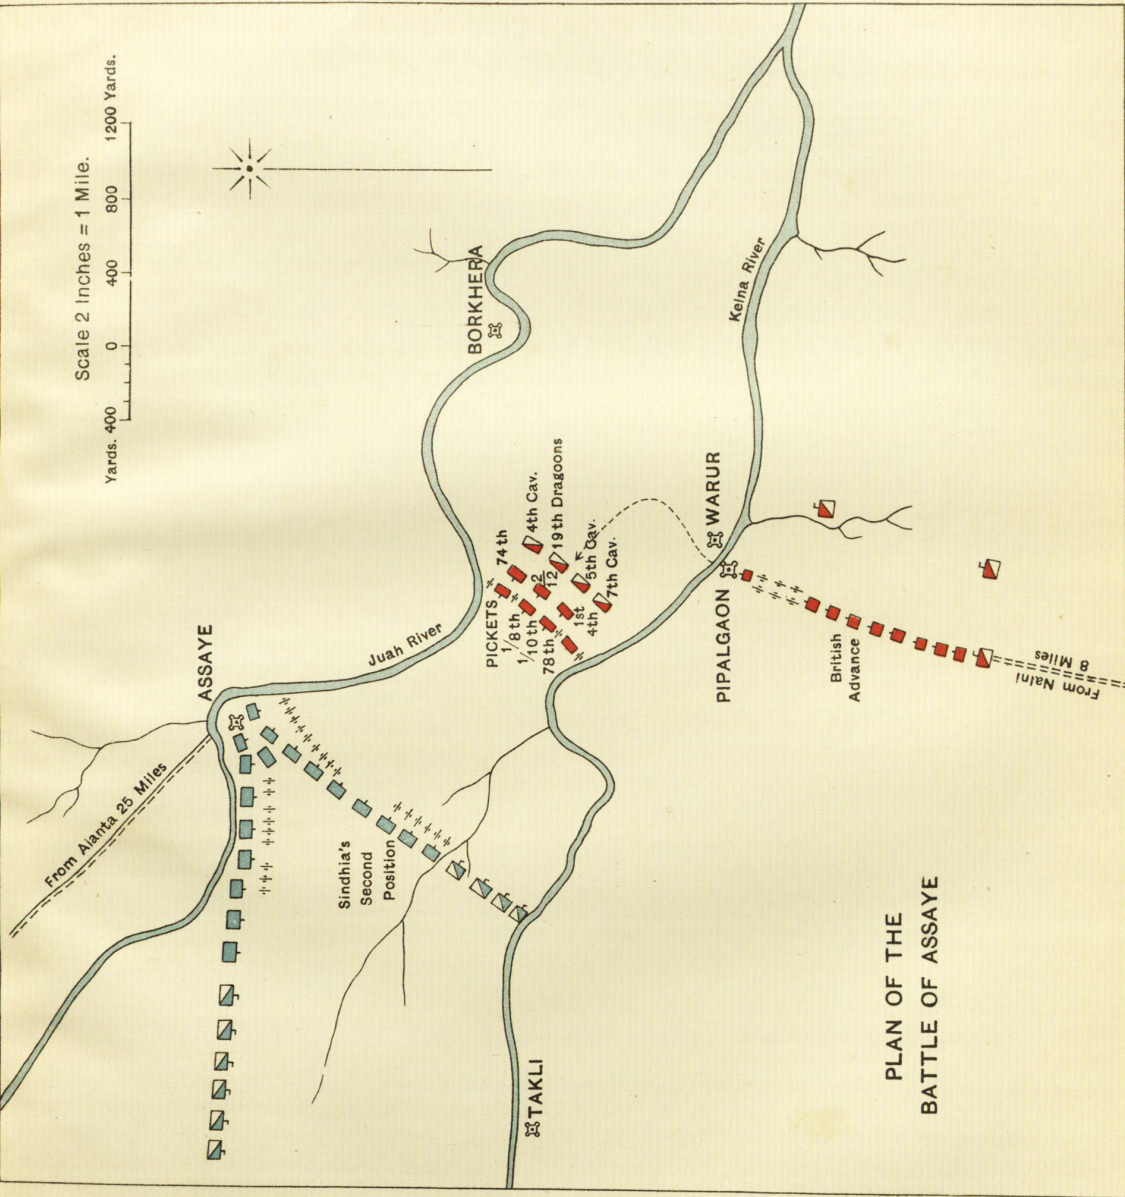 Scale 2 Inches = 1 Mile.
Yards. 400 0 400 800 1200 Yards.
ASSAYE
From Ajanta 25 Miles
Juah River
BORKHERA
Kelna River
PICKETS
74th
4th Cav.
1/8th
2/12
19th Dragoons
1/10th
5th Cav.
78th
1st
4th
7th Cav.
WARUR
PIPALGAON
British
Advance
From Nalni
8 Miles
Sindhia's
Second
Position
TAKLI
PLAN OF THE
BATTLE OF ASSAYE